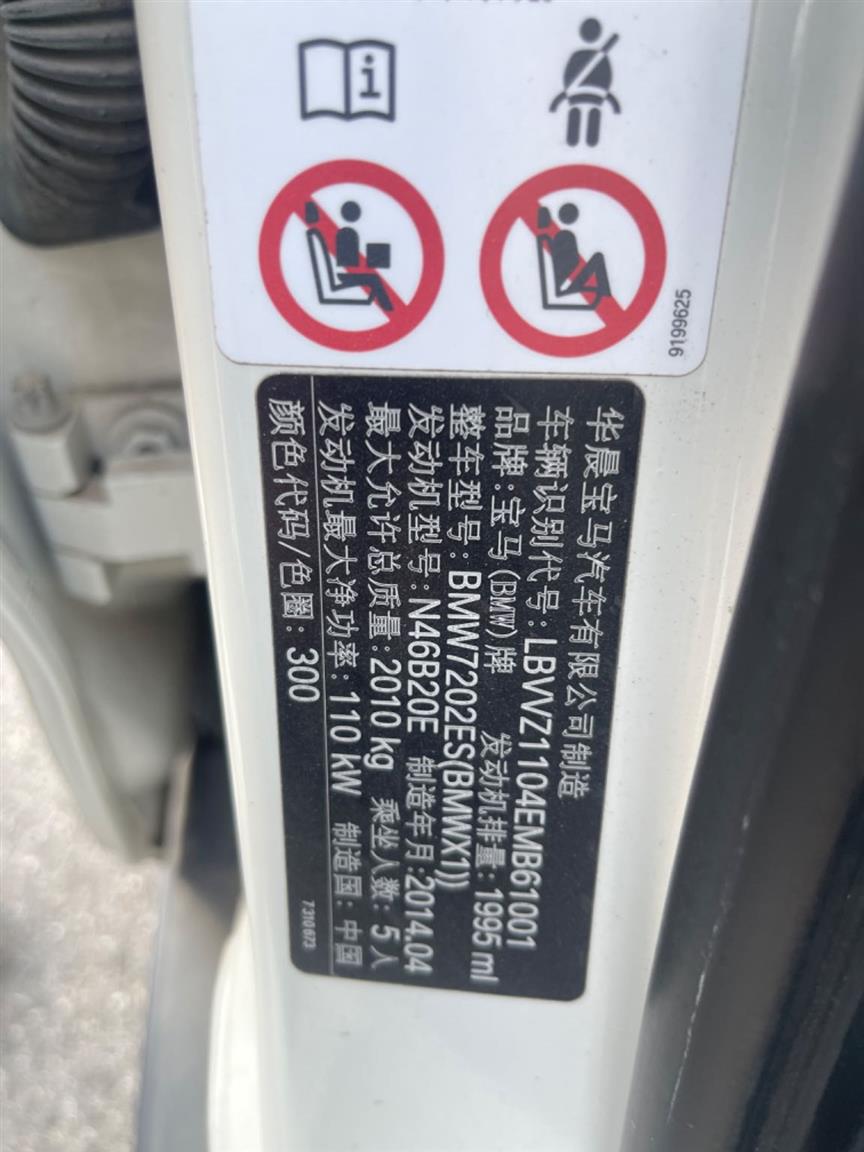 9199625
华晨宝马汽车有限公司制造
车辆识别代号:LBVVZ1104EMB61001
品牌:宝马(BMW)牌 发动机排量:1995 ml
整车型号:BMW7202ES(BMWX1))
发动机型号:N46B20E 制造年月:2014.04
最大允许总质量:2010 kg 乘坐人数:5人
发动机最大净功率:110 kW 制造国:中国
颜色代码/色圈:300
7310 673